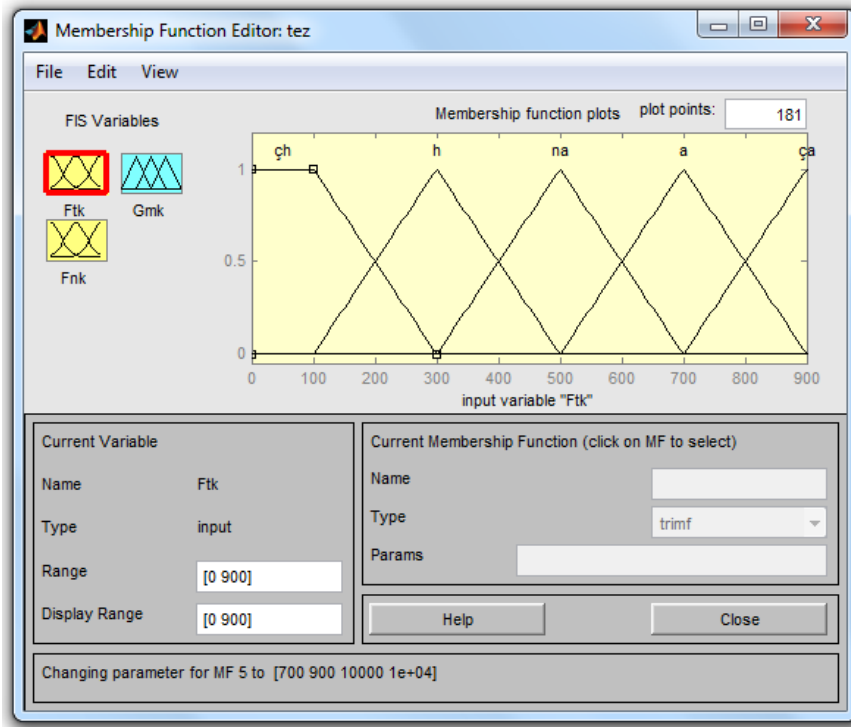 Membership Function Editor: tez
File Edit View
FIS Variables
Ftk Gmk
Fnk
Membership function plots plot points: 181
çh h na a ça
1
0.5
0
0 100 200 300 400 500 600 700 800 900
input variable "Ftk"
Current Variable
Name Ftk
Type input
Range [0 900]
Display Range [0 900]
Current Membership Function (click on MF to select)
Name
Type trimf
Params
Help Close
Changing parameter for MF 5 to [700 900 10000 1e+04]